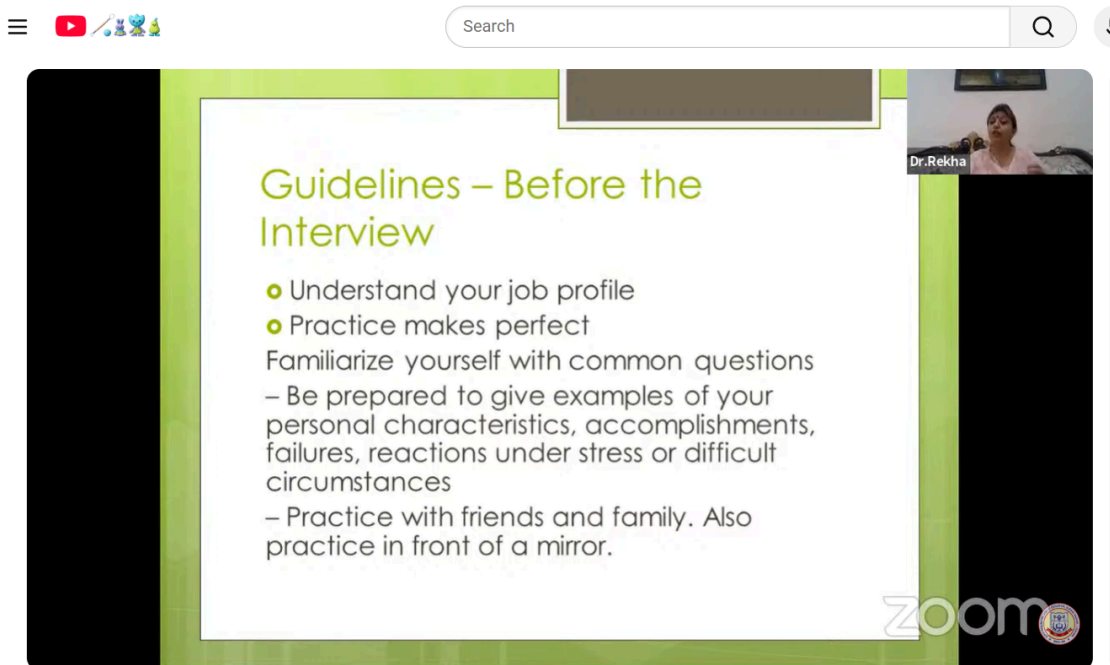 Search
Dr.Rekha
Guidelines – Before the
Interview
Understand your job profile
Practice makes perfect
Familiarize yourself with common questions
– Be prepared to give examples of your
personal characteristics, accomplishments,
failures, reactions under stress or difficult
circumstances
– Practice with friends and family. Also
practice in front of a mirror.
zoom